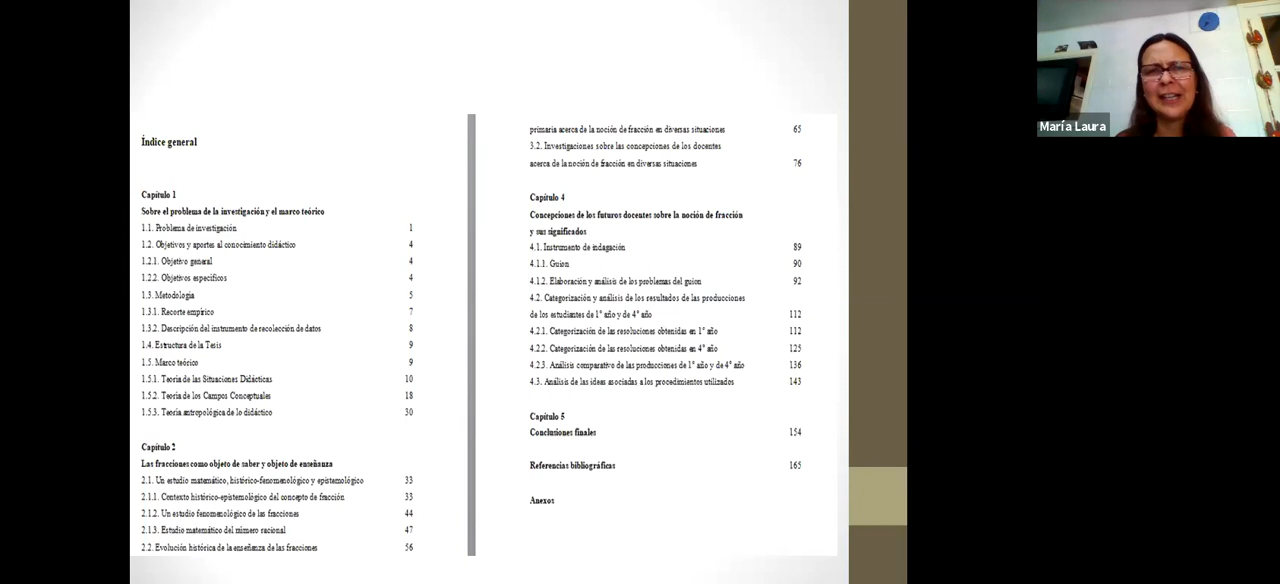 Índice general
Capítulo 1
Sobre el problema de la investigación y el marco teórico
1.1. Problema de investigación 1
1.2. Objetivos y aportes al conocimiento didáctico 4
1.2.1. Objetivo general 4
1.2.2. Objetivos específicos 4
1.3. Metodología 5
1.3.1. Recorte empírico 7
1.3.2. Descripción del instrumento de recolección de datos 8
1.4. Estructura de la Tesis 9
1.5. Marco teórico 9
1.5.1. Teoría de las Situaciones Didácticas 10
1.5.2. Teoría de los Campos Conceptuales 18
1.5.3. Teoría antropológica de lo didáctico 30
Capítulo 2
Las fracciones como objeto de saber y objeto de enseñanza
2.1. Un estudio matemático, histórico-fenomenológico y epistemológico 33
2.1.1. Contexto histórico-epistemológico del concepto de fracción 33
2.1.2. Un estudio fenomenológico de las fracciones 44
2.1.3. Estudio matemático del número racional 47
2.2. Evolución histórica de la enseñanza de las fracciones 56
primaria acerca de la noción de fracción en diversas situaciones 65
3.2. Investigaciones sobre las concepciones de los docentes
acerca de la noción de fracción en diversas situaciones 76
Capítulo 4
Concepciones de los futuros docentes sobre la noción de fracción
y sus significados
4.1. Instrumento de indagación 89
4.1.1. Guion 90
4.1.2. Elaboración y análisis de los problemas del guion 92
4.2. Categorización y análisis de los resultados de las producciones
de los estudiantes de 1° año y de 4° año 112
4.2.1. Categorización de las resoluciones obtenidas en 1° año 112
4.2.2. Categorización de las resoluciones obtenidas en 4° año 125
4.2.3. Análisis comparativo de las producciones de 1° año y de 4° año 136
4.3. Análisis de las ideas asociadas a los procedimientos utilizados 143
Capítulo 5
Conclusiones finales 154
Referencias bibliográficas 165
Anexos
María Laura